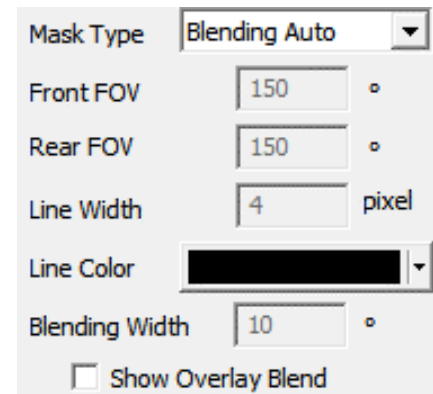 Mask Type Blending Auto
Front FOV 150 °
Rear FOV 150 °
Line Width 4 pixel
Line Color
Blending Width 10 °
Show Overlay Blend